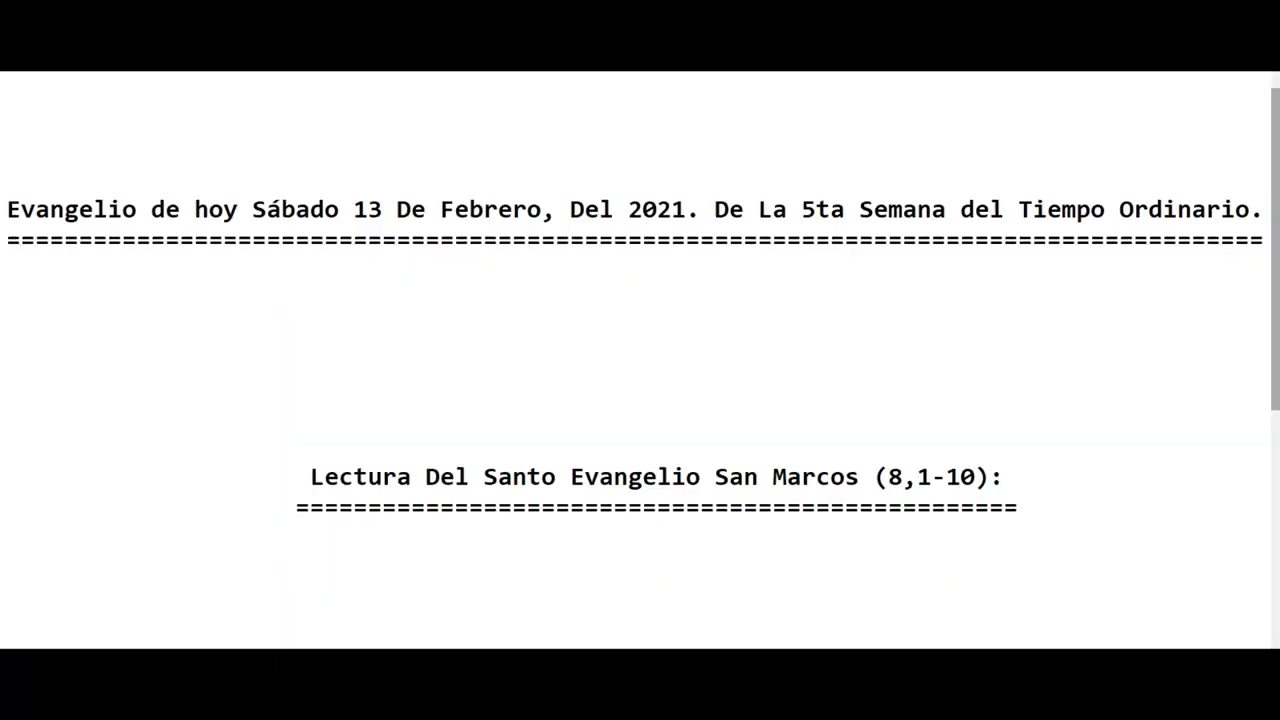 Evangelio de hoy Sábado 13 De Febrero, Del 2021. De La 5ta Semana del Tiempo Ordinario.
=======================================================================================
Lectura Del Santo Evangelio San Marcos (8,1-10):
==================================================